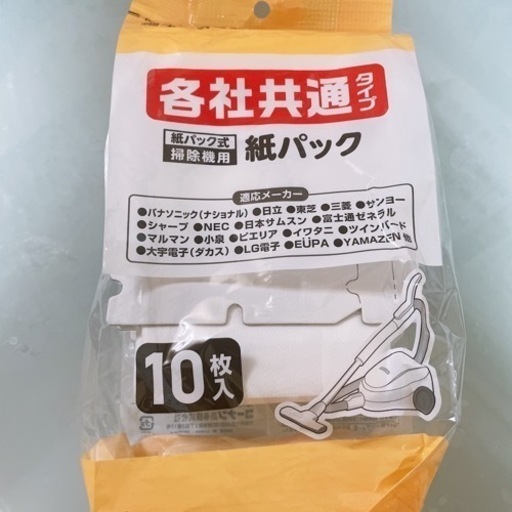 各社共通タイプ
紙パック式
掃除機用
紙パック
適応メーカー
●パナソニック(ナショナル) ●日立 ●東芝 ●三菱 ●サンヨー
●シャープ ●NEC ●日本サムスン ●富士通ゼネラル
●マルマン ●小泉 ●ピエリア ●イワタニ ●ツインバード
●大宇電子(ダカス) ●LG電子 ●EUPA ●YAMAZEN 他
10枚入